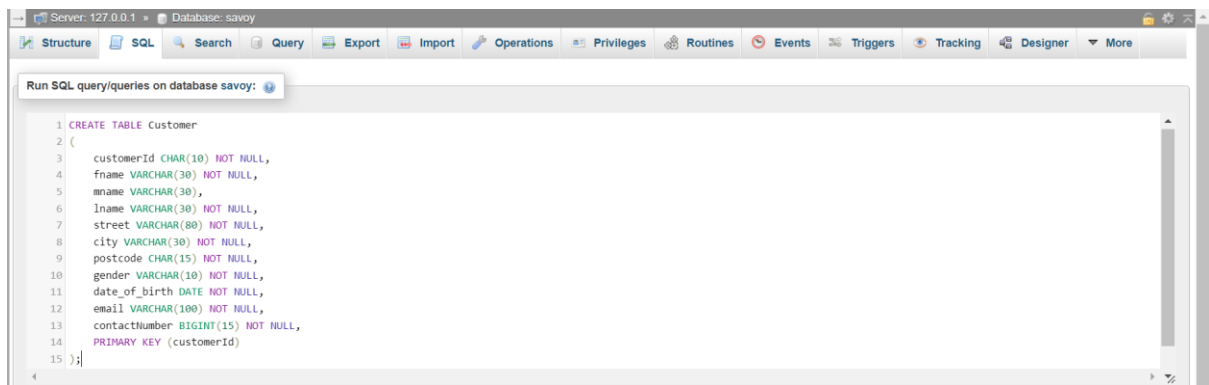 Server: 127.0.0.1 » Database: savoy
Structure SQL Search Query Export Import Operations Privileges Routines Events Triggers Tracking Designer More
Run SQL query/queries on database savoy:
1 CREATE TABLE Customer
2 (
3 customerId CHAR(10) NOT NULL,
4 fname VARCHAR(30) NOT NULL,
5 mname VARCHAR(30),
6 lname VARCHAR(30) NOT NULL,
7 street VARCHAR(80) NOT NULL,
8 city VARCHAR(30) NOT NULL,
9 postcode CHAR(15) NOT NULL,
10 gender VARCHAR(10) NOT NULL,
11 date_of_birth DATE NOT NULL,
12 email VARCHAR(100) NOT NULL,
13 contactNumber BIGINT(15) NOT NULL,
14 PRIMARY KEY (customerId)
15 );